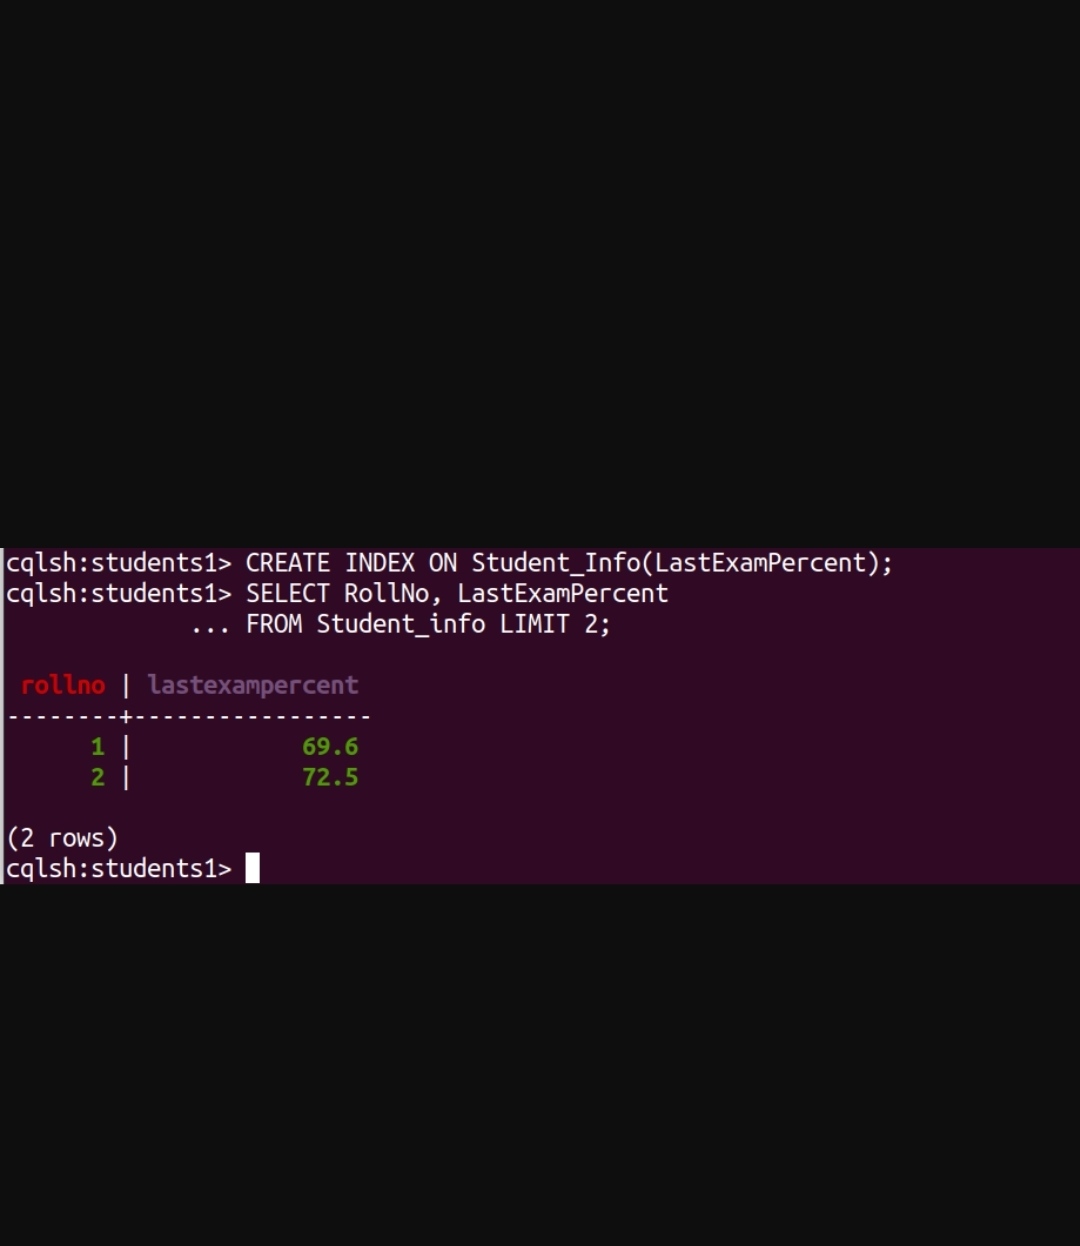 cqlsh:students1> CREATE INDEX ON Student_Info(LastExamPercent);
cqlsh:students1> SELECT RollNo, LastExamPercent
             ... FROM Student_info LIMIT 2;
 rollno | lastexampercent
--------+-----------------
      1 |            69.6
      2 |            72.5
(2 rows)
cqlsh:students1>